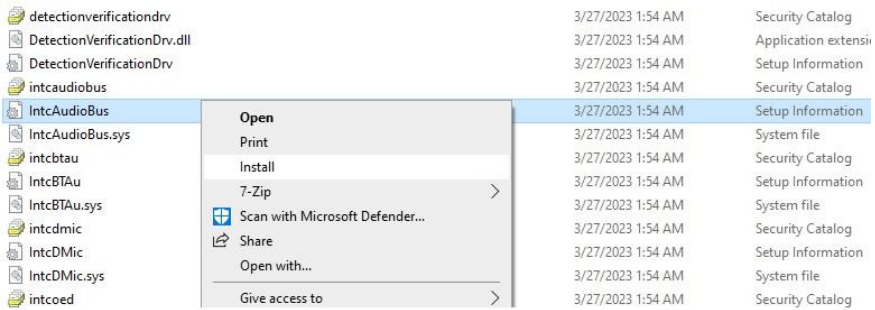 detectionverificationdrv 3/27/2023 1:54 AM Security Catalog
DetectionVerificationDrv.dll 3/27/2023 1:54 AM Application extensi
DetectionVerificationDrv 3/27/2023 1:54 AM Setup Information
intcaudiobus 3/27/2023 1:54 AM Security Catalog
IntcAudioBus 3/27/2023 1:54 AM Setup Information
Open
IntcAudioBus.sys 3/27/2023 1:54 AM System file
Print
intcbtau 3/27/2023 1:54 AM Security Catalog
Install
IntcBTAu 3/27/2023 1:54 AM Setup Information
7-Zip
IntcBTAu.sys 3/27/2023 1:54 AM System file
Scan with Microsoft Defender...
intcdmic 3/27/2023 1:54 AM Security Catalog
Share
IntcDMic 3/27/2023 1:54 AM Setup Information
Open with...
IntcDMic.sys 3/27/2023 1:54 AM System file
intcoed Give access to 3/27/2023 1:54 AM Security Catalog